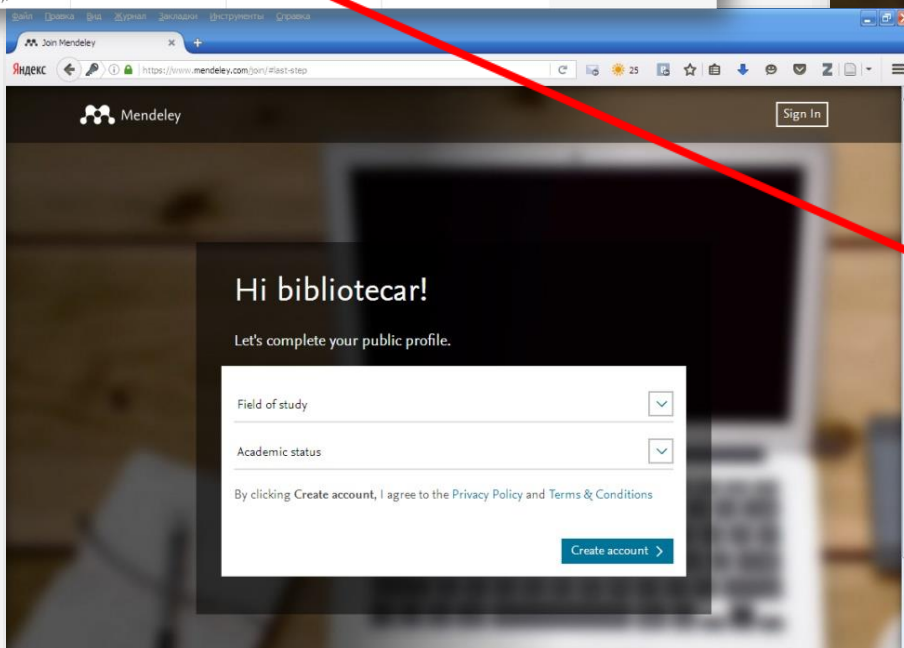 Файл Правка Вид Журнал Закладки Инструменты Справка
Join Mendeley
ЯНДЕКС https://www.mendeley.com/join/#last-step 25 Z
Mendeley
Sign In
Hi bibliotecar!
Let's complete your public profile.
Field of study
Academic status
By clicking Create account, I agree to the Privacy Policy and Terms & Conditions
Create account